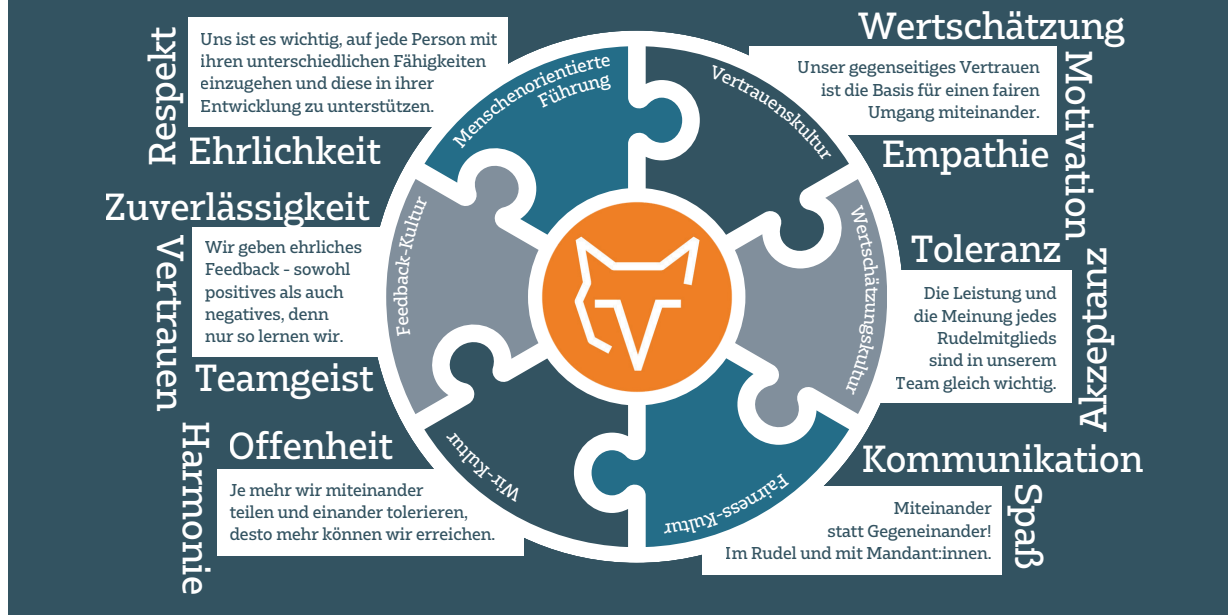 Respekt
Uns ist es wichtig, auf jede Person mit
ihren unterschiedlichen Fähigkeiten
einzugehen und diese in ihrer
Entwicklung zu unterstützen.
Ehrlichkeit
Zuverlässigkeit
Vertrauen
Wir geben ehrliches
Feedback - sowohl
positives als auch
negatives, denn
nur so lernen wir.
Teamgeist
Harmonie
Offenheit
Je mehr wir miteinander
teilen und einander tolerieren,
desto mehr können wir erreichen.
Menschenorientierte
Führung
Vertrauenskultur
Feedback-Kultur
Wertschätzungskultur
Wir-Kultur
Fairness-Kultur
Wertschätzung
Unser gegenseitiges Vertrauen
ist die Basis für einen fairen
Umgang miteinander.
Motivation
Empathie
Toleranz
Die Leistung und
die Meinung jedes
Rudelmitglieds
sind in unserem
Team gleich wichtig.
Akzeptanz
Kommunikation
Miteinander
statt Gegeneinander!
Im Rudel und mit Mandant:innen.
Spaß